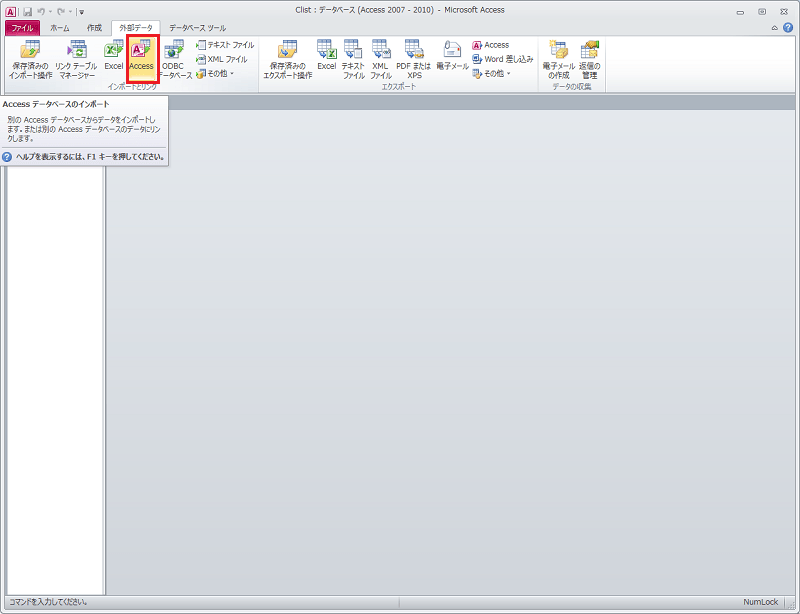 Clist : データベース (Access 2007 - 2010) - Microsoft Access
ファイル ホーム 作成 外部データ データベース ツール
保存済みの
インポート操作
リンク テーブル
マネージャー
Excel
Access
ODBC
データベース
テキスト ファイル
XML ファイル
その他
インポートとリンク
保存済みの
エクスポート操作
Excel
テキスト
ファイル
XML
ファイル
PDF または
XPS
電子メール
Access
Word 差し込み
その他
エクスポート
電子メール
の作成
返信の
管理
データの収集
Access データベースのインポート
別の Access データベースからデータをインポートし
ます。または別の Access データベースのデータにリン
クします。
ヘルプを表示するには、F1 キーを押してください。
コマンドを入力してください。
NumLock